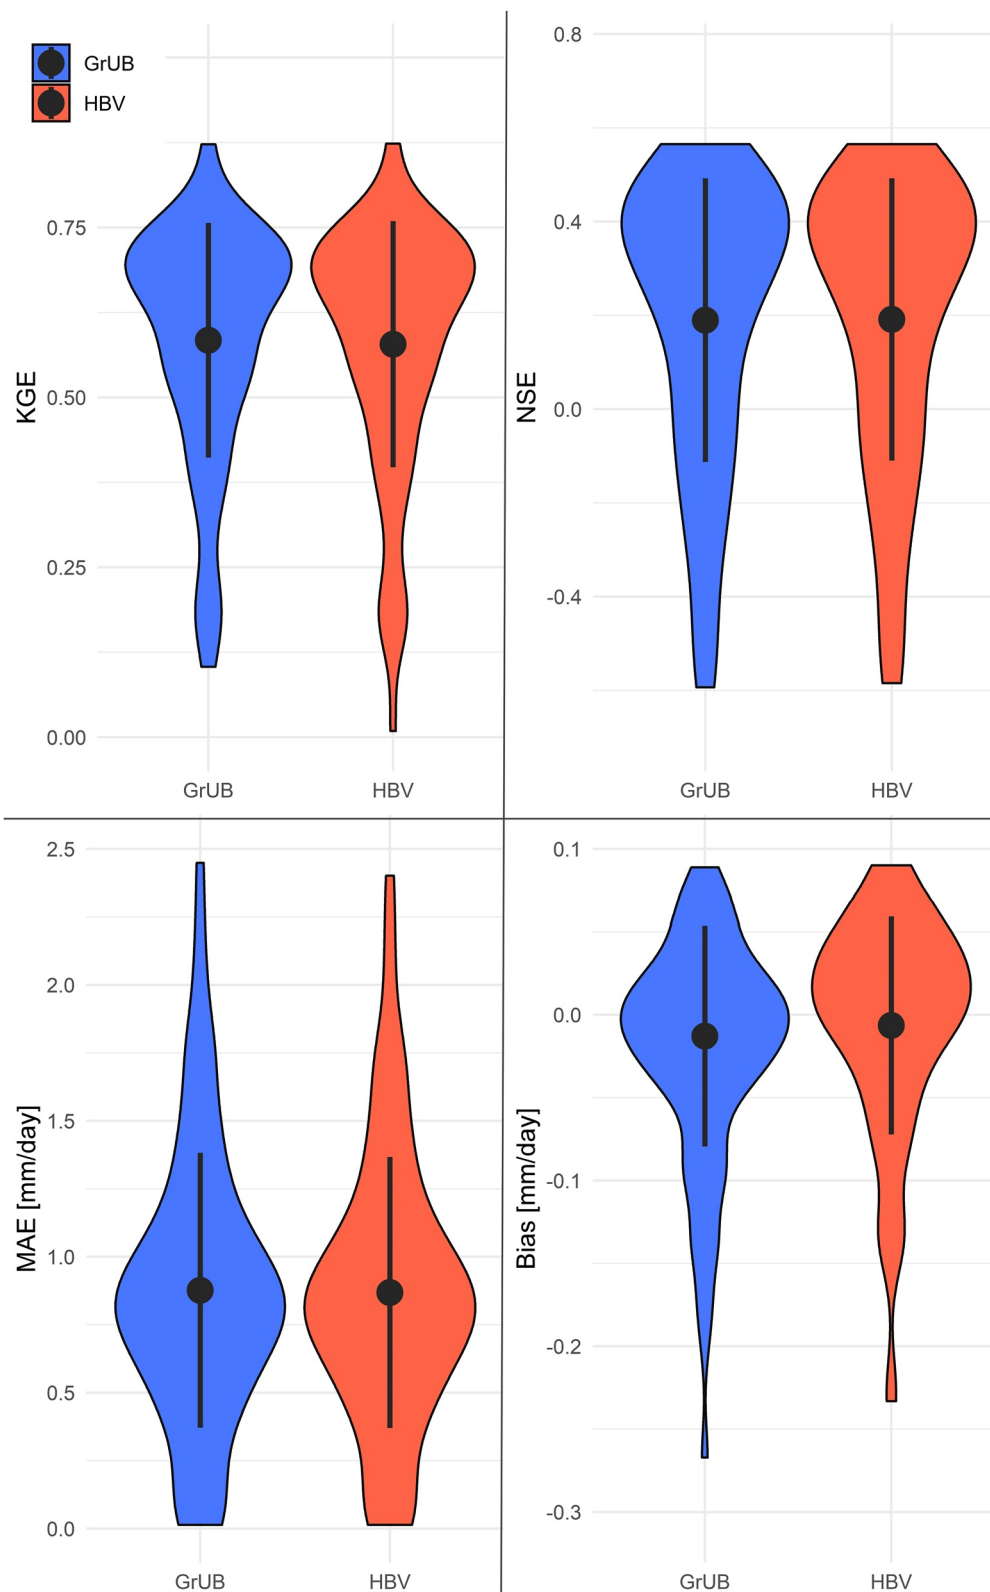 GrUB
HBV
KGE
0.75
0.50
0.25
0.00
GrUB HBV
NSE
0.8
0.4
0.0
-0.4
GrUB HBV
MAE [mm/day]
2.5
2.0
1.5
1.0
0.5
0.0
GrUB HBV
Bias [mm/day]
0.1
0.0
-0.1
-0.2
-0.3
GrUB HBV